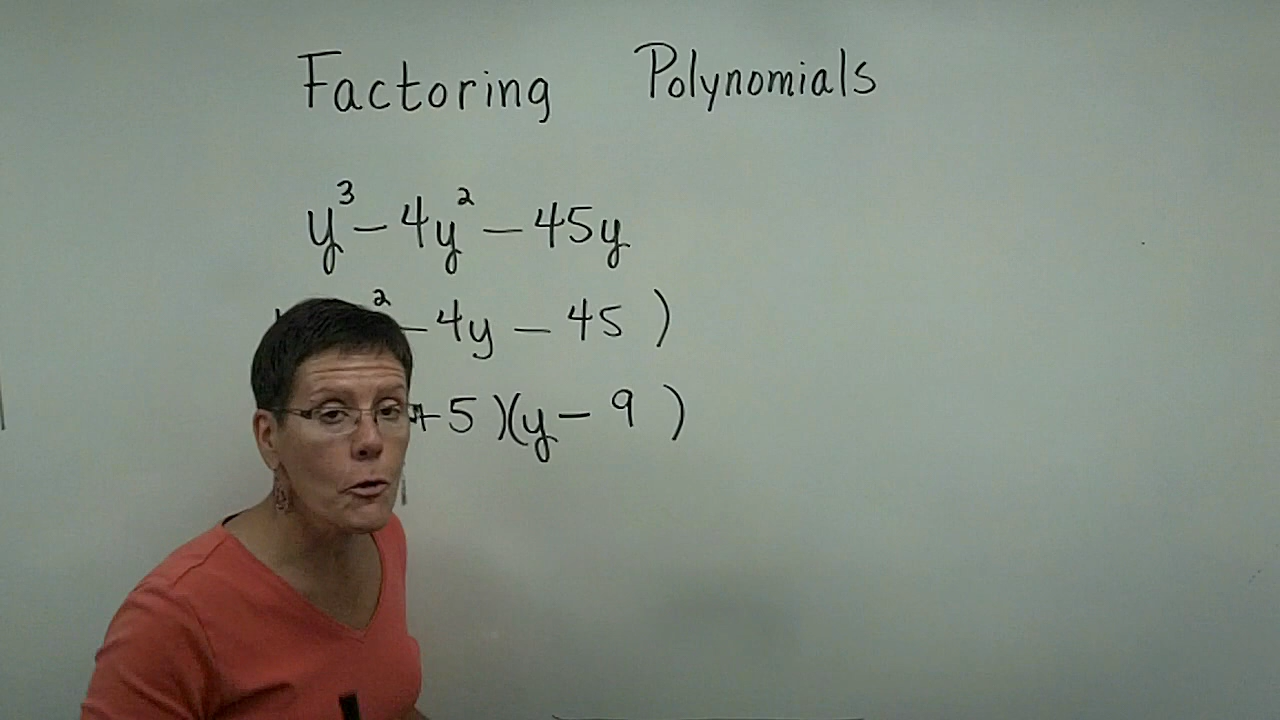 Factoring Polynomials
y³ - 4y² - 45y
² - 4y - 45 )
+ 5 )(y - 9 )